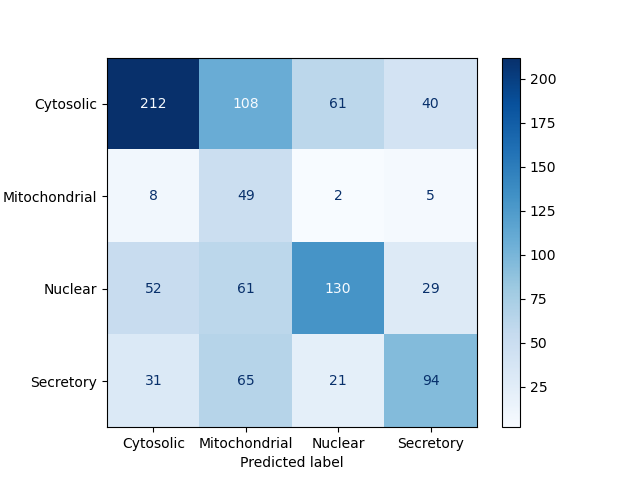 Cytosolic 212 108 61 40
Mitochondrial 8 49 2 5
Nuclear 52 61 130 29
Secretory 31 65 21 94
Cytosolic Mitochondrial Nuclear Secretory
Predicted label
200
175
150
125
100
75
50
25